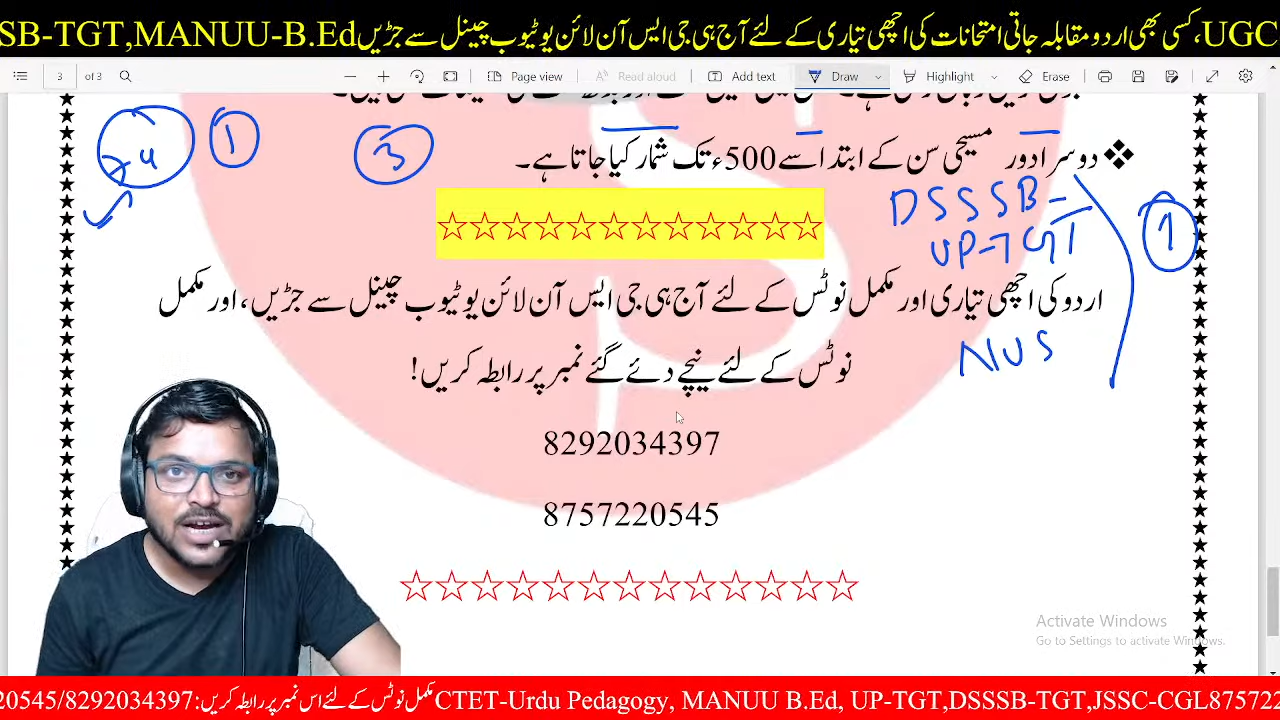 UGC، کسی بھی اردو مقابلہ جاتی امتحانات کی اچھی تیاری کے لئے آج ہی جی ایس آن لائن یوٹیوب چینل سے جڑیں SB-TGT,MANUU-B.Ed
3 of 3 Page view Read aloud Add text Draw Highlight Erase
❖ دوسرا دور مسیحی سن کے ابتدا سے 500ء تک شمار کیا جاتا ہے۔
4 1 3
DSSSB-
UP-TGT
1
☆☆☆☆☆☆☆☆☆☆☆
اردو کی اچھی تیاری اور مکمل نوٹس کے لئے آج ہی جی ایس آن لائن یوٹیوب چینل سے جڑیں، اور مکمل
NUS
نوٹس کے لئے نیچے دئے گئے نمبر پر رابطہ کریں!
8292034397
8757220545
☆☆☆☆☆☆☆☆☆☆☆☆☆
Activate Windows
Go to Settings to activate Windows.
20545/8292034397: مکمل نوٹس کے لئے اس نمبر پر رابطہ کریں CTET-Urdu Pedagogy, MANUU B.Ed, UP-TGT,DSSSB-TGT,JSSC-CGL875722